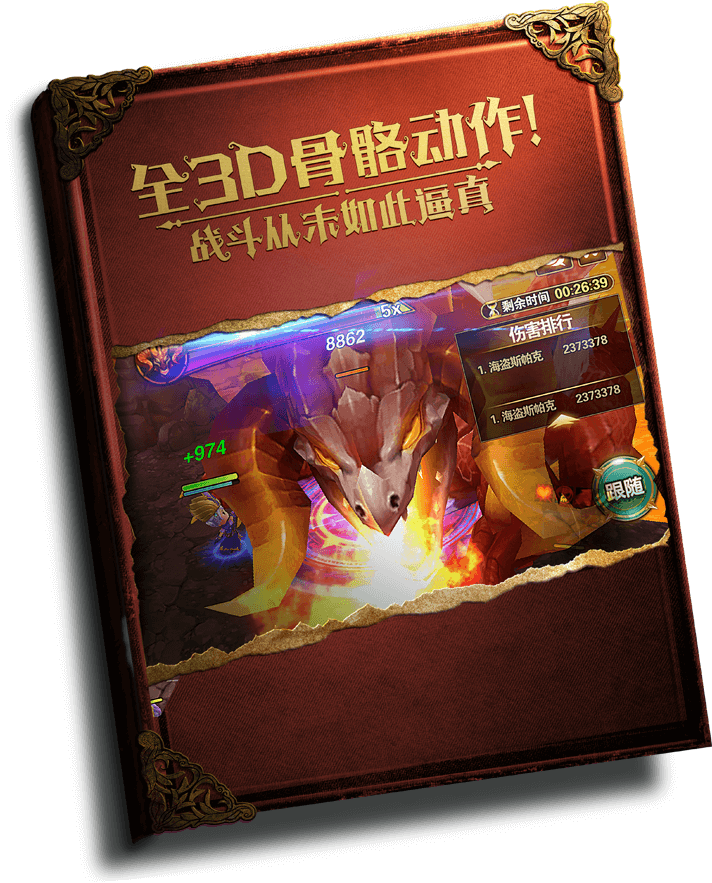 全3D骨骼动作!
战斗从未如此逼真
5x
剩余时间 00:26:39
8862
伤害排行
1. 海盗斯帕克 2373378
1. 海盗斯帕克 2373378
+974
跟随